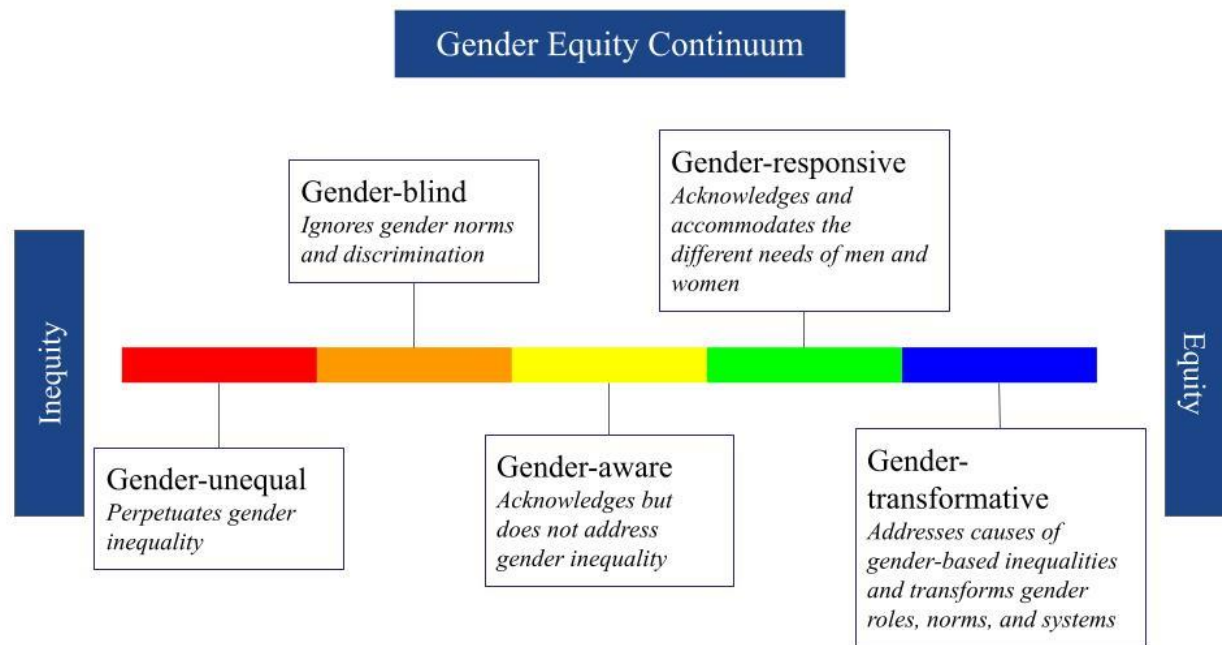 Gender Equity Continuum
Inequity
Gender-unequal
Perpetuates gender
inequality
Gender-blind
Ignores gender norms
and discrimination
Gender-aware
Acknowledges but
does not address
gender inequality
Gender-responsive
Acknowledges and
accommodates the
different needs of men and
women
Gender-
transformative
Addresses causes of
gender-based inequalities
and transforms gender
roles, norms, and systems
Equity